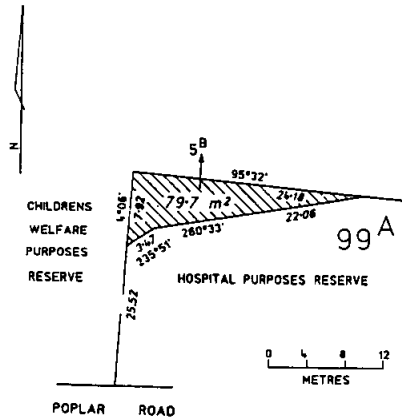 N
5B
95°32'
24·18
4°06'
7·82
79·7 m²
22·06
260°33'
3·47
235°51'
99A
CHILDRENS
WELFARE
PURPOSES
RESERVE
HOSPITAL PURPOSES RESERVE
25.52
0 4 8 12
METRES
POPLAR ROAD